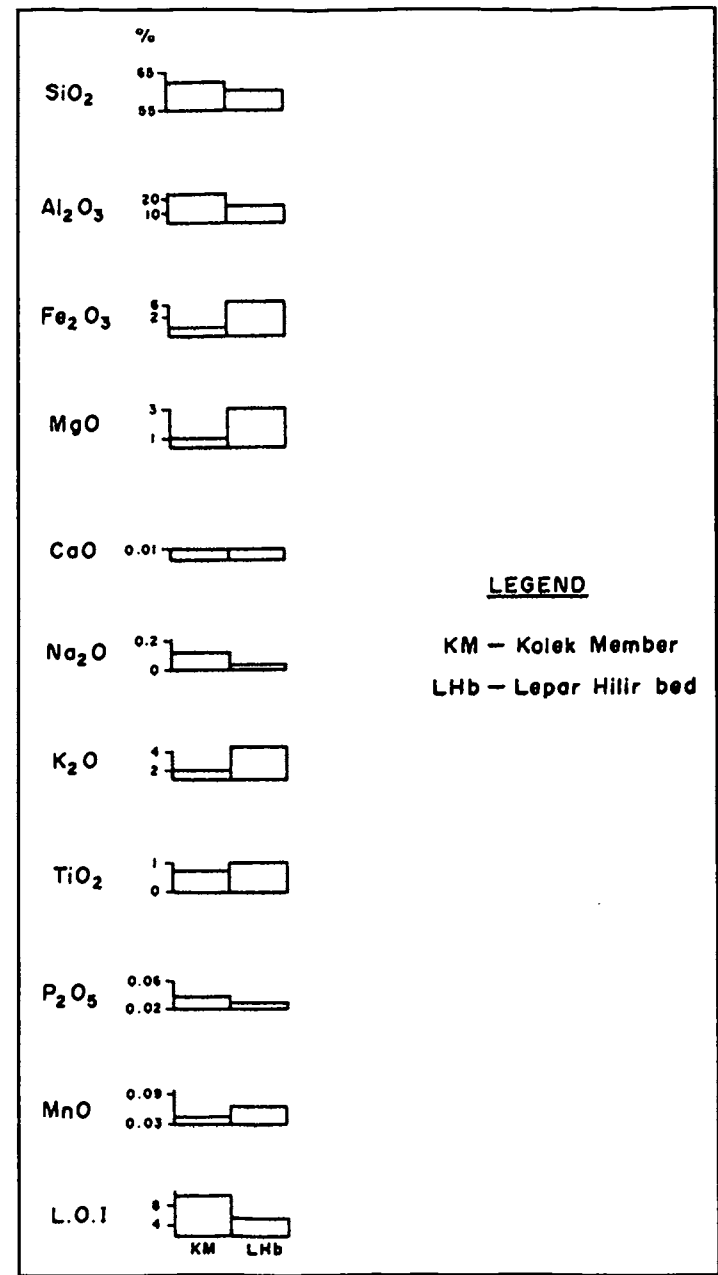 %
SiO₂ 65
55
Al₂O₃ 20
10
Fe₂O₃ 6
2
MgO 3
1
CaO 0.01
Na₂O 0.2
0
K₂O 4
2
TiO₂ 1
0
P₂O₅ 0.06
0.02
MnO 0.09
0.03
L.O.I 8
4
KM LHb
LEGEND
KM – Kolek Member
LHb – Lepar Hilir bed